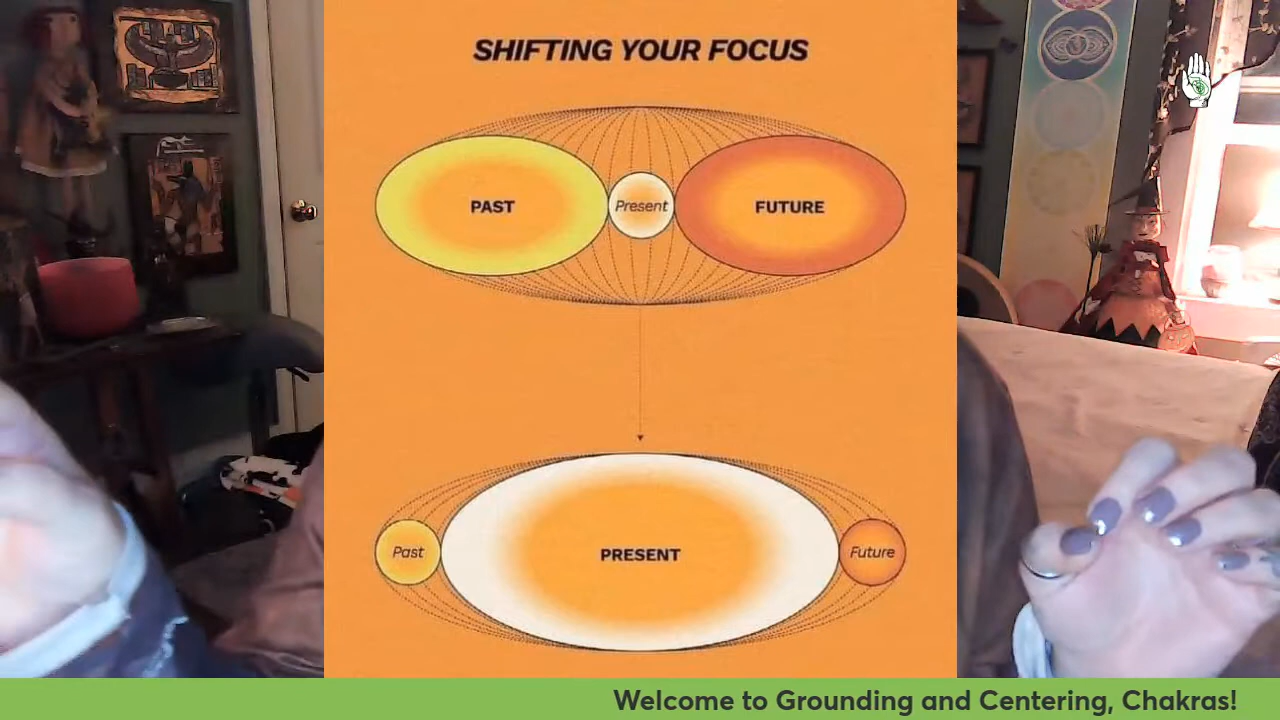 SHIFTING YOUR FOCUS
PAST
Present
FUTURE
Past
PRESENT
Future
Welcome to Grounding and Centering, Chakras!